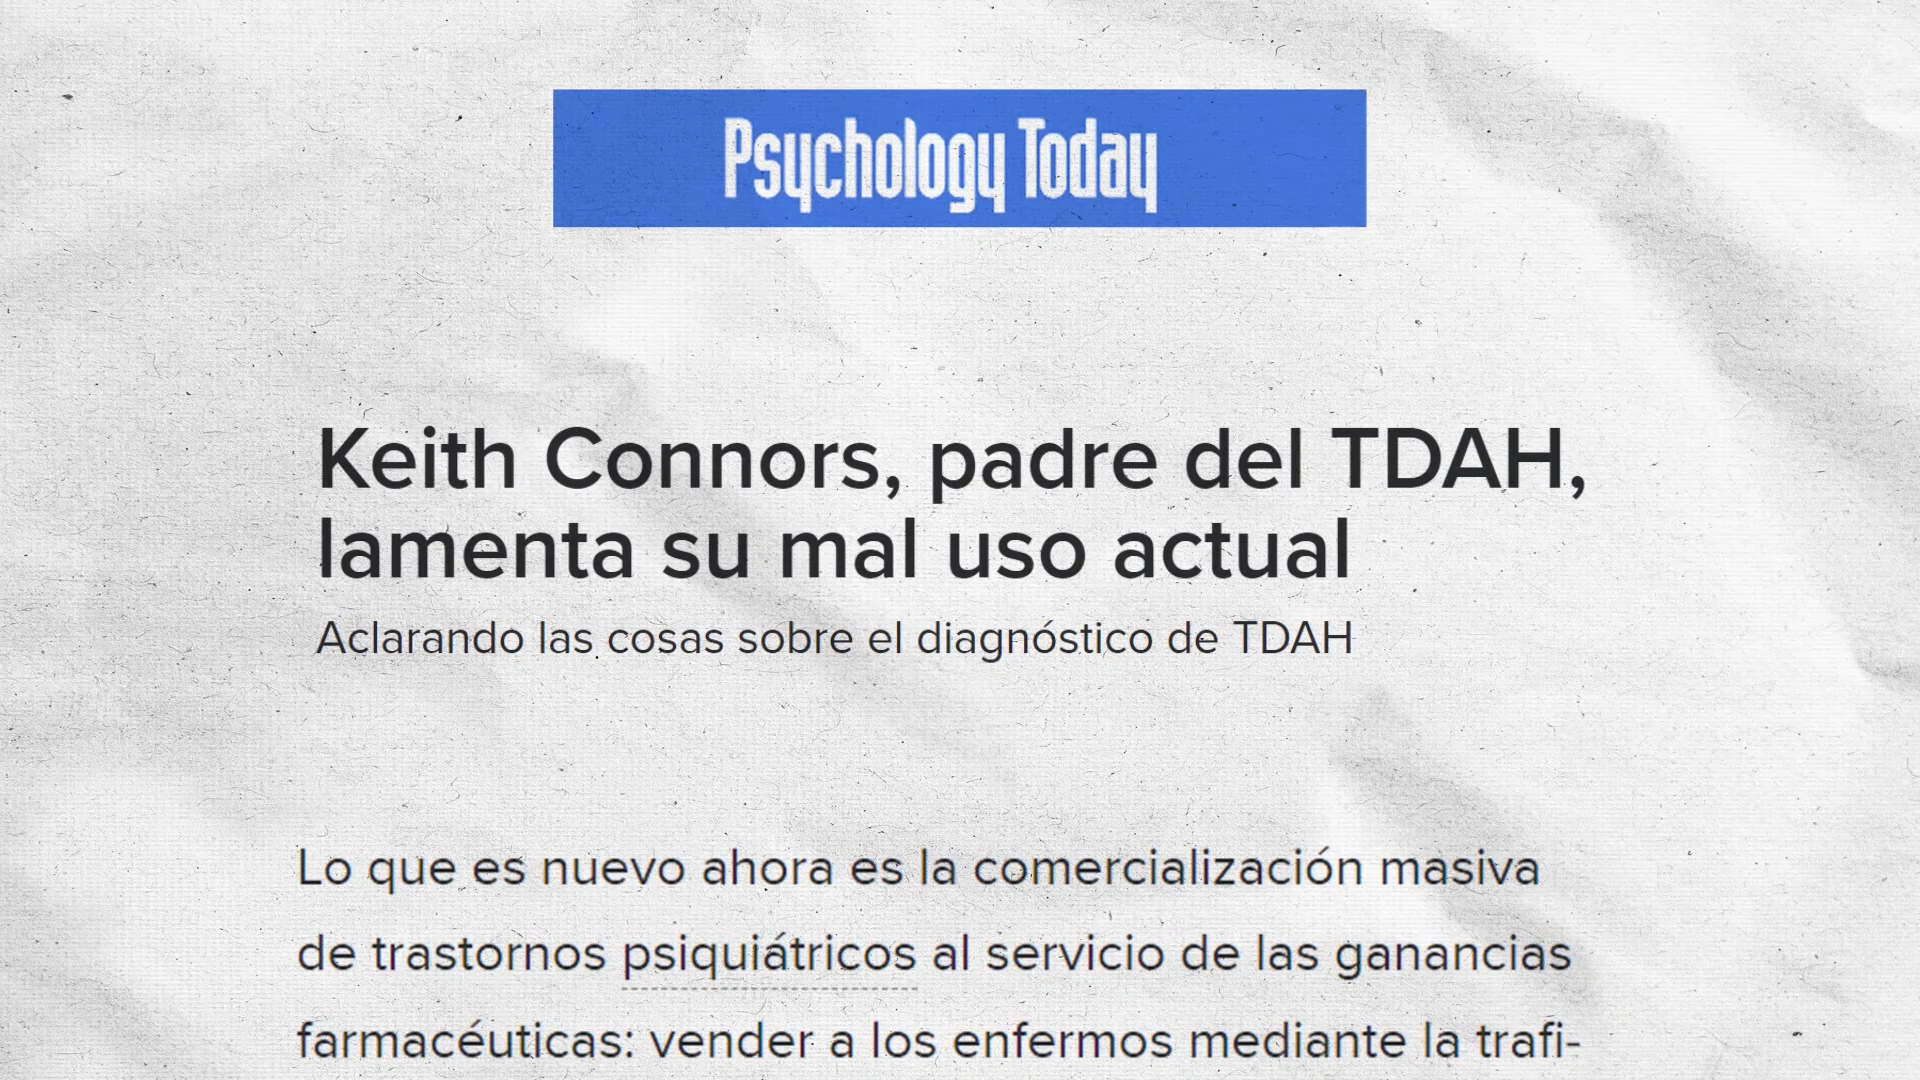 Psychology Today
Keith Connors, padre del TDAH,
lamenta su mal uso actual
Aclarando las cosas sobre el diagnóstico de TDAH
Lo que es nuevo ahora es la comercialización masiva
de trastornos psiquiátricos al servicio de las ganancias
farmacéuticas: vender a los enfermos mediante la trafi-